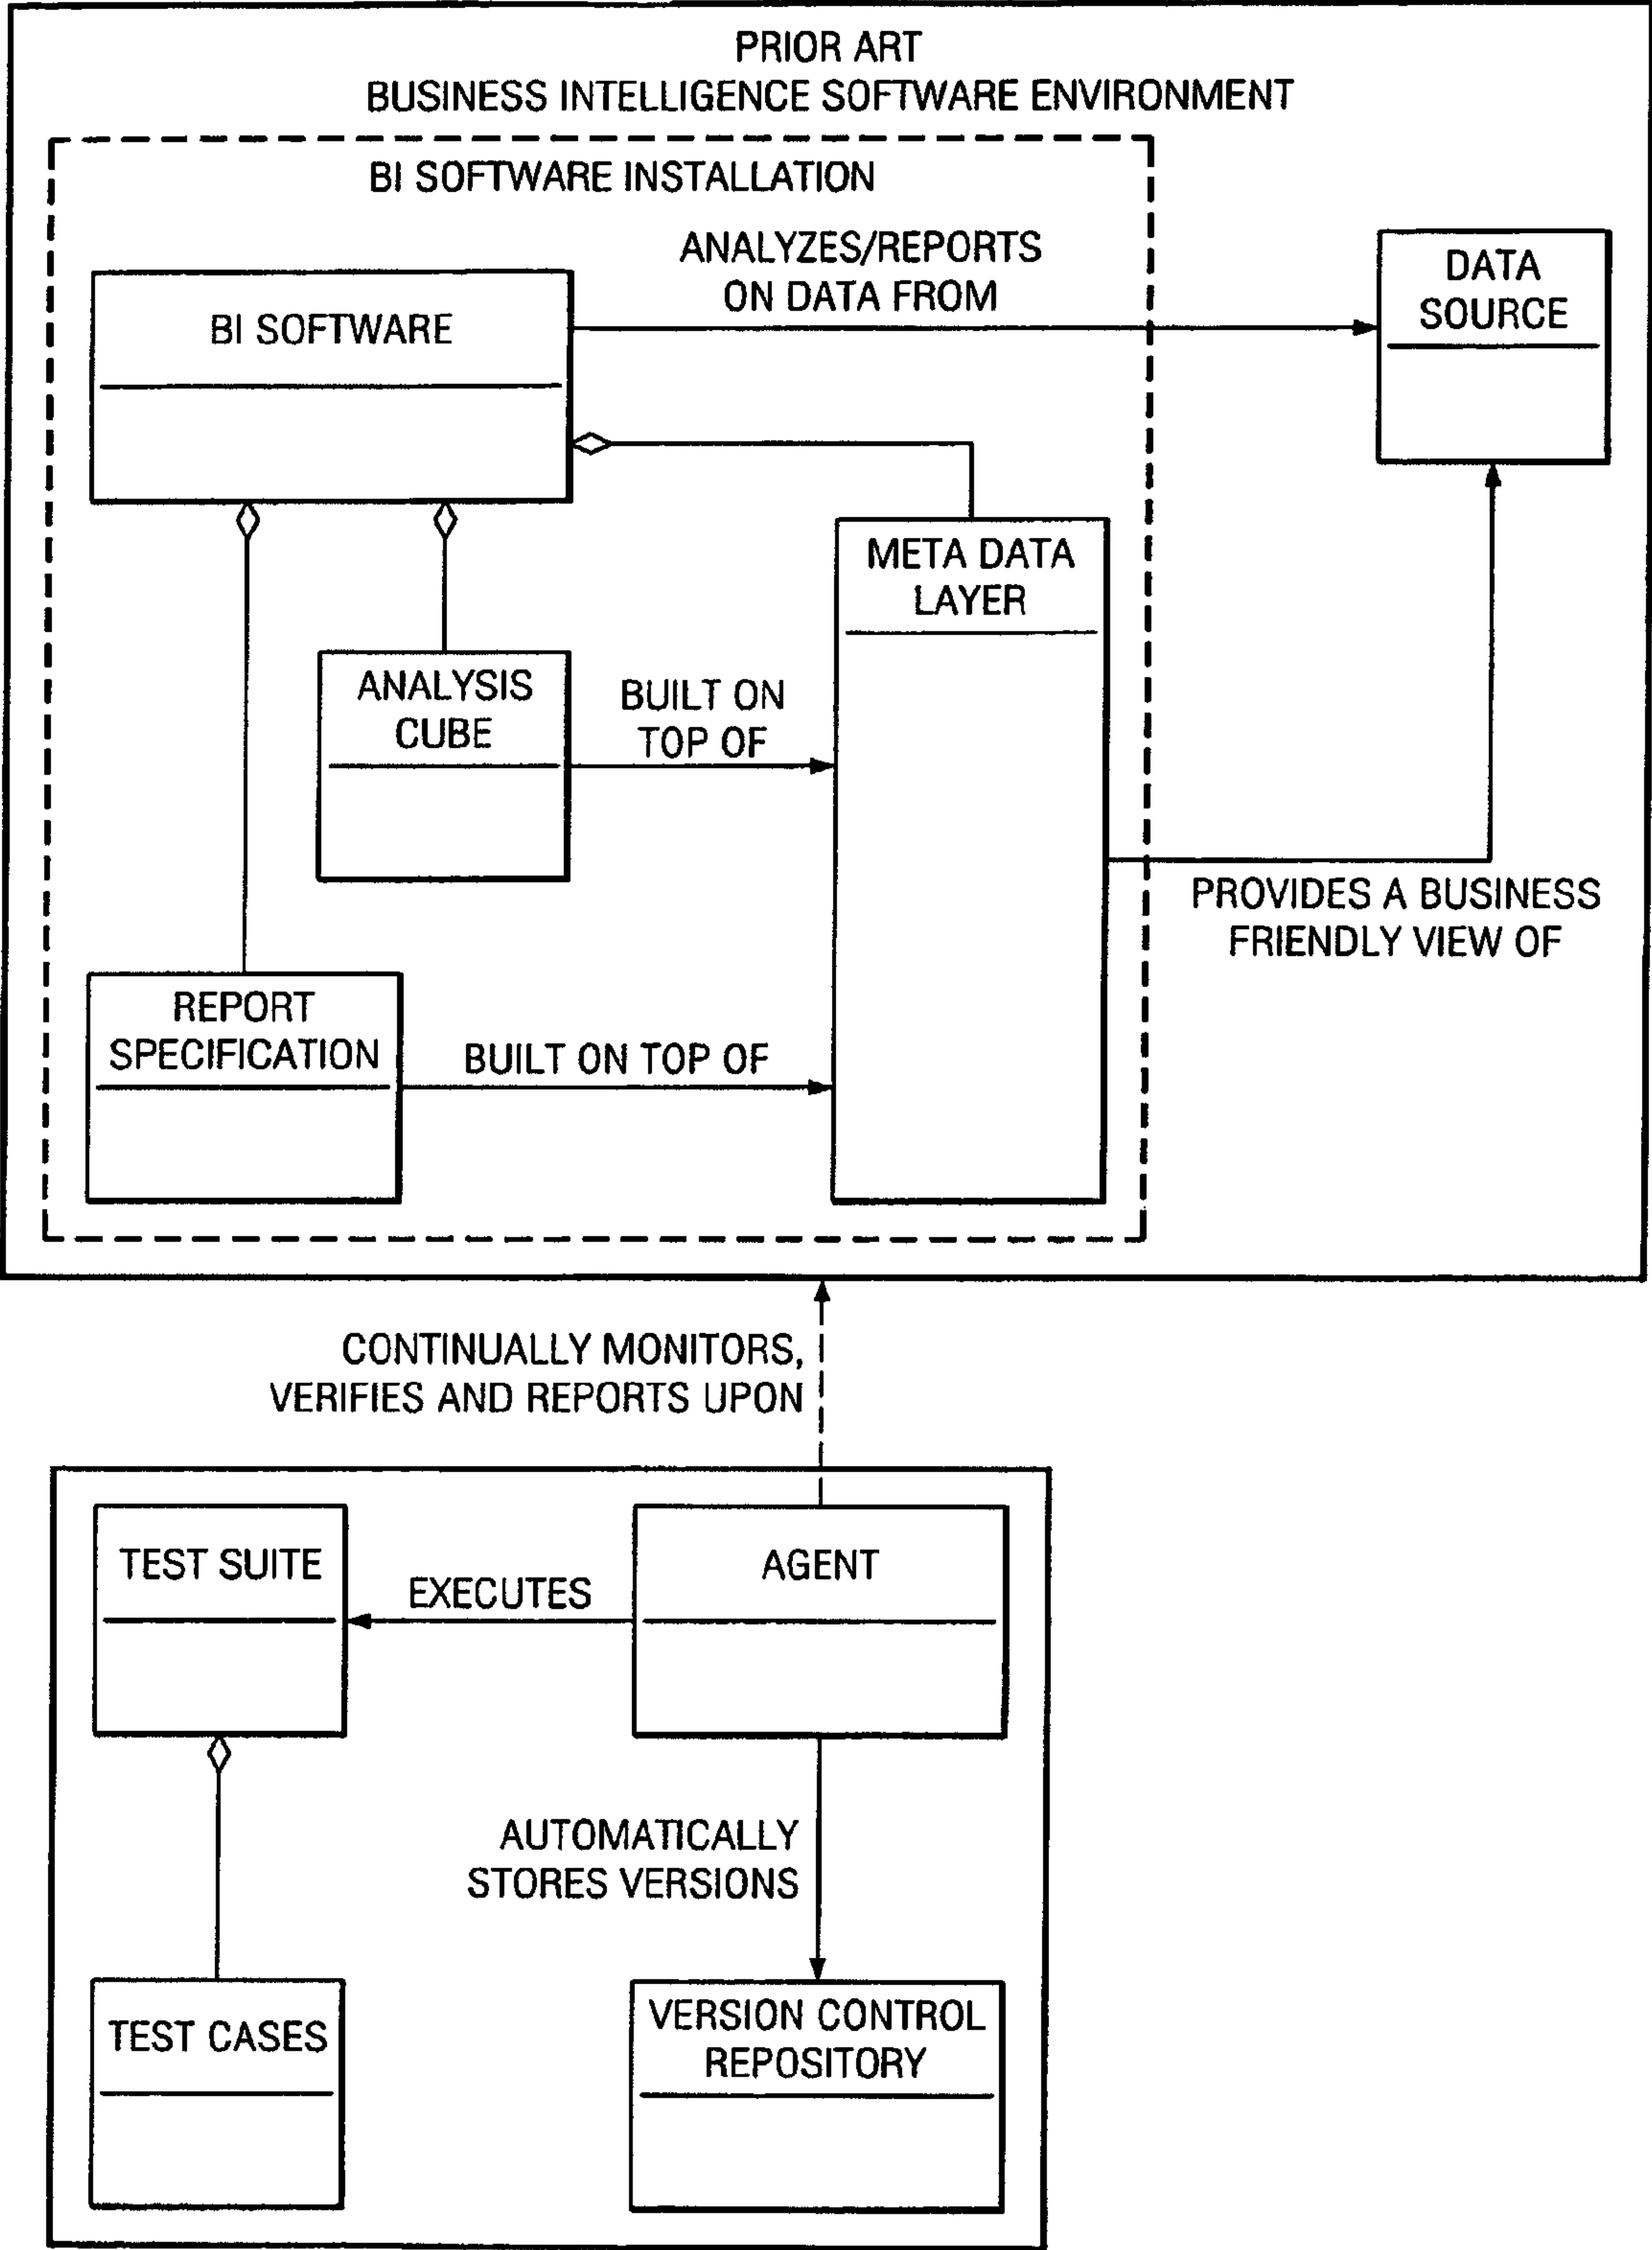 PRIOR ART
BUSINESS INTELLIGENCE SOFTWARE ENVIRONMENT
BI SOFTWARE INSTALLATION
ANALYZES/REPORTS
ON DATA FROM
BI SOFTWARE
DATA
SOURCE
META DATA
LAYER
ANALYSIS
CUBE
BUILT ON
TOP OF
PROVIDES A BUSINESS
FRIENDLY VIEW OF
REPORT
SPECIFICATION
BUILT ON TOP OF
CONTINUALLY MONITORS,
VERIFIES AND REPORTS UPON
TEST SUITE
EXECUTES
AGENT
AUTOMATICALLY
STORES VERSIONS
TEST CASES
VERSION CONTROL
REPOSITORY